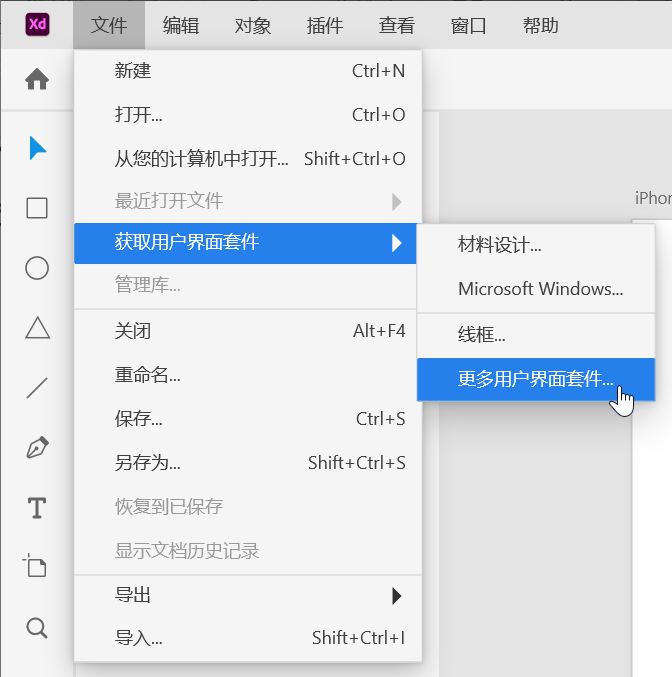 Xd 文件 编辑 对象 插件 查看 窗口 帮助
新建 Ctrl+N
打开... Ctrl+O
从您的计算机中打开... Shift+Ctrl+O
最近打开文件
获取用户界面套件
管理库...
关闭 Alt+F4
重命名...
保存... Ctrl+S
另存为... Shift+Ctrl+S
恢复到已保存
显示文档历史记录
导出
导入... Shift+Ctrl+I
材料设计...
Microsoft Windows...
线框...
更多用户界面套件...
T
iPhon